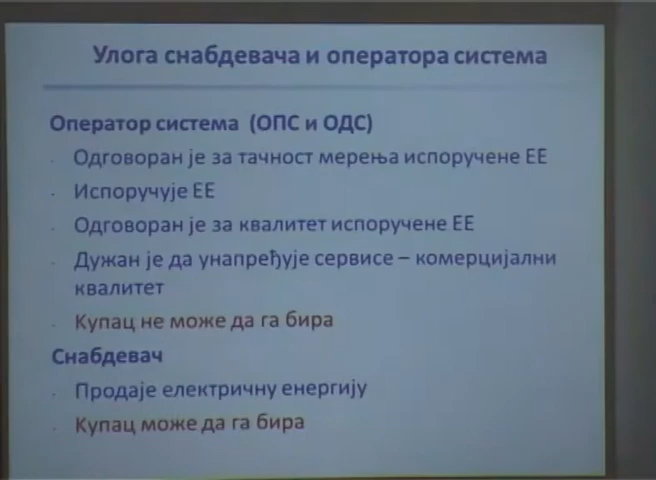 Улога снабдевача и оператора система
Оператор система (ОПС и ОДС)
- Одговоран је за тачност мерења испоручене ЕЕ
- Испоручује ЕЕ
- Одговоран је за квалитет испоручене ЕЕ
- Дужан је да унапређује сервисе – комерцијални
квалитет
- Купац не може да га бира
Снабдевач
- Продаје електричну енергију
- Купац може да га бира